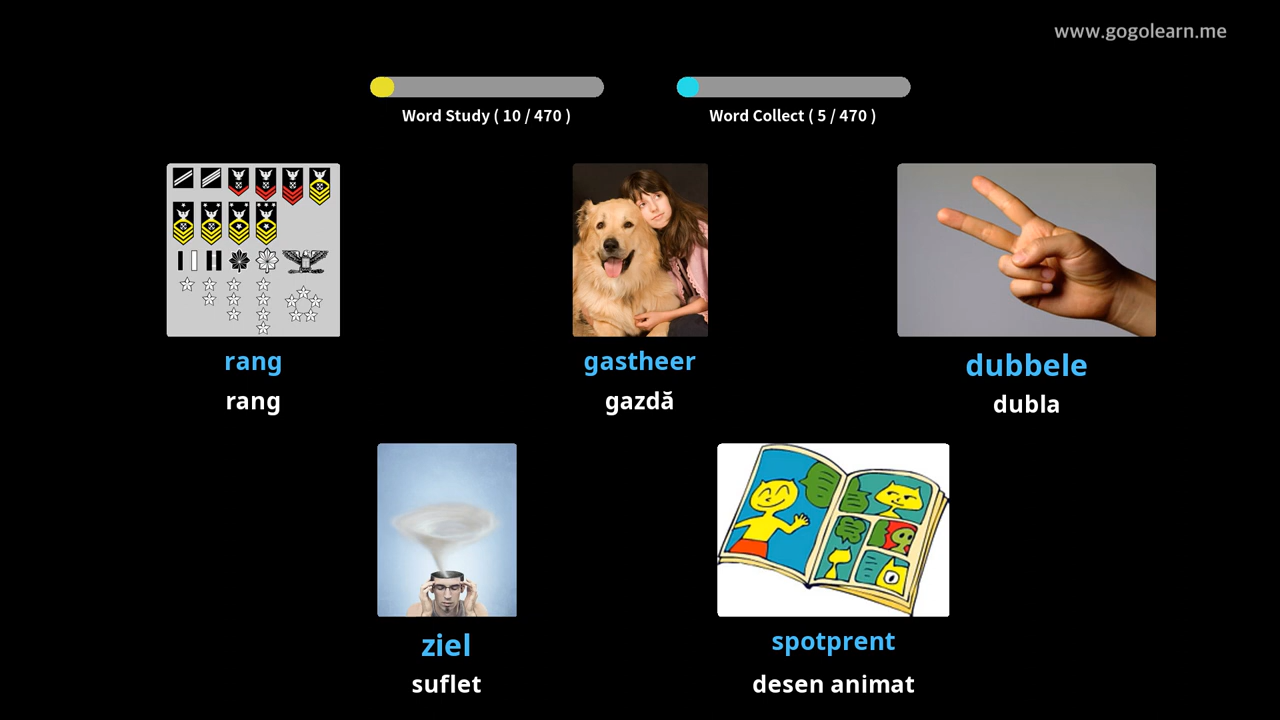 www.gogolearn.me
Word Study ( 10 / 470 )
Word Collect ( 5 / 470 )
rang
rang
gastheer
gazdă
dubbele
dubla
ziel
suflet
spotprent
desen animat